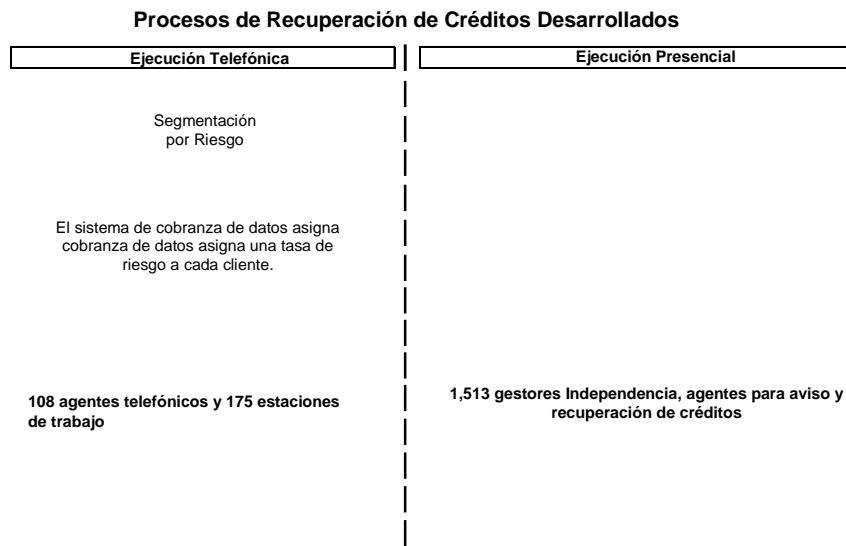 Procesos de Recuperación de Créditos Desarrollados
Ejecución Telefónica
Ejecución Presencial
Segmentación
por Riesgo
El sistema de cobranza de datos asigna
cobranza de datos asigna una tasa de
riesgo a cada cliente.
108 agentes telefónicos y 175 estaciones
de trabajo
1,513 gestores Independencia, agentes para aviso y
recuperación de créditos